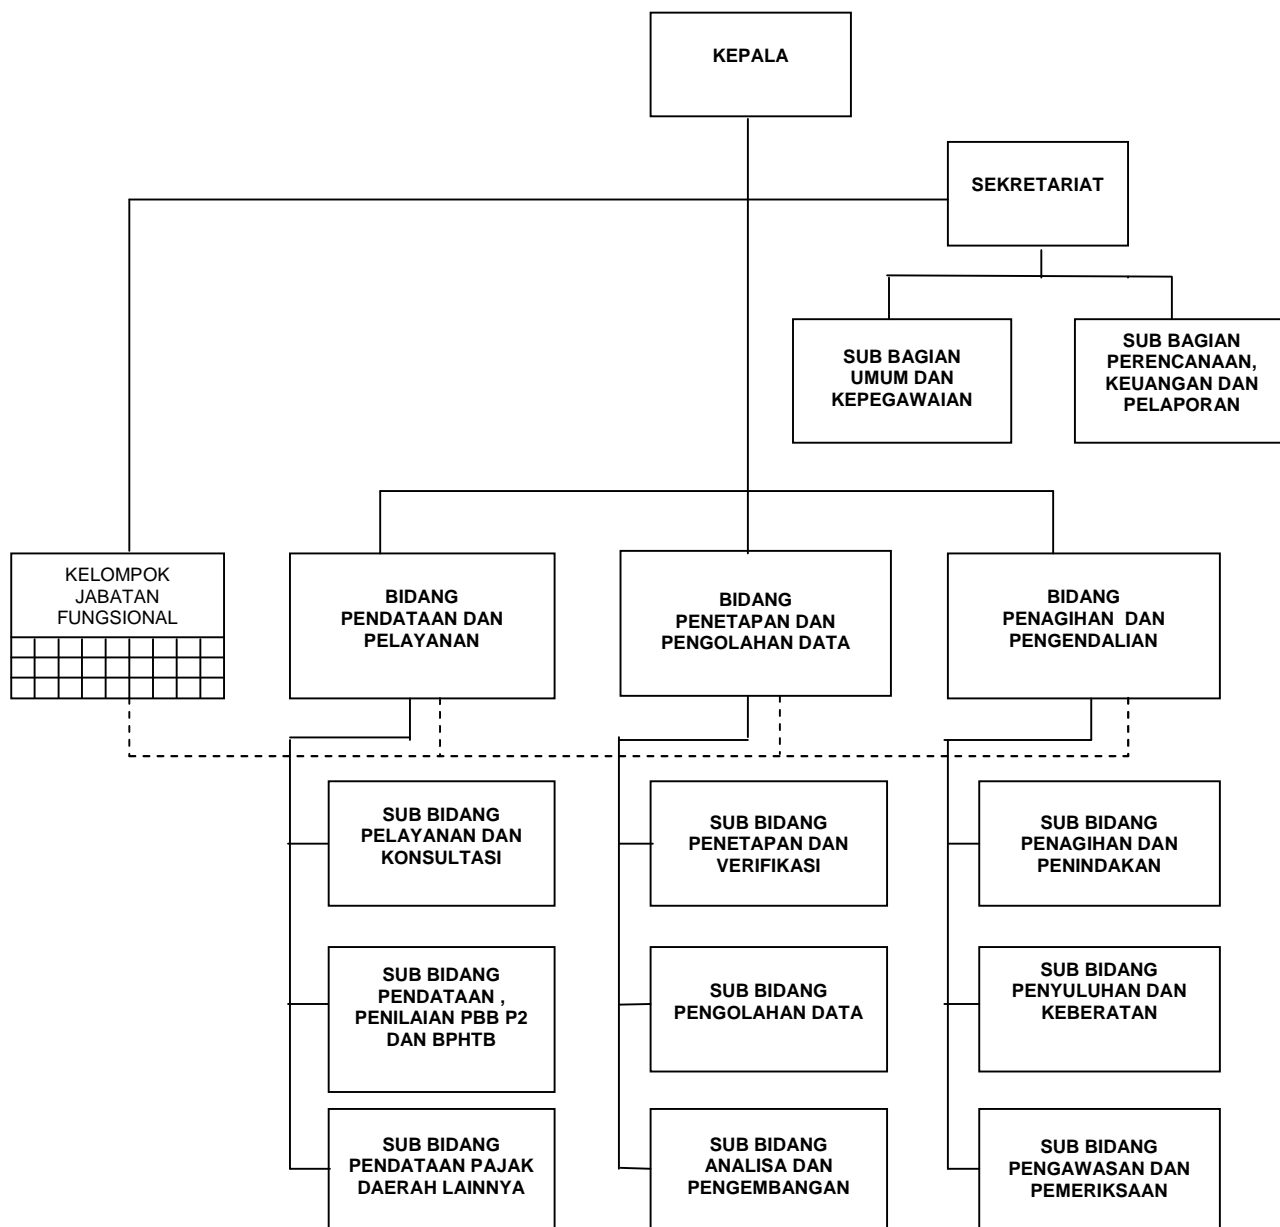 KEPALA
SEKRETARIAT
SUB BAGIAN
UMUM DAN
KEPEGAWAIAN
SUB BAGIAN
PERENCANAAN,
KEUANGAN DAN
PELAPORAN
KELOMPOK
JABATAN
FUNGSIONAL
BIDANG
PENDATAAN DAN
PELAYANAN
BIDANG
PENETAPAN DAN
PENGOLAHAN DATA
BIDANG
PENAGIHAN  DAN
PENGENDALIAN
SUB BIDANG
PELAYANAN DAN
KONSULTASI
SUB BIDANG
PENETAPAN DAN
VERIFIKASI
SUB BIDANG
PENAGIHAN DAN
PENINDAKAN
SUB BIDANG
PENDATAAN ,
PENILAIAN PBB P2
DAN BPHTB
SUB BIDANG
PENGOLAHAN DATA
SUB BIDANG
PENYULUHAN DAN
KEBERATAN
SUB BIDANG
PENDATAAN PAJAK
DAERAH LAINNYA
SUB BIDANG
ANALISA DAN
PENGEMBANGAN
SUB BIDANG
PENGAWASAN DAN
PEMERIKSAAN